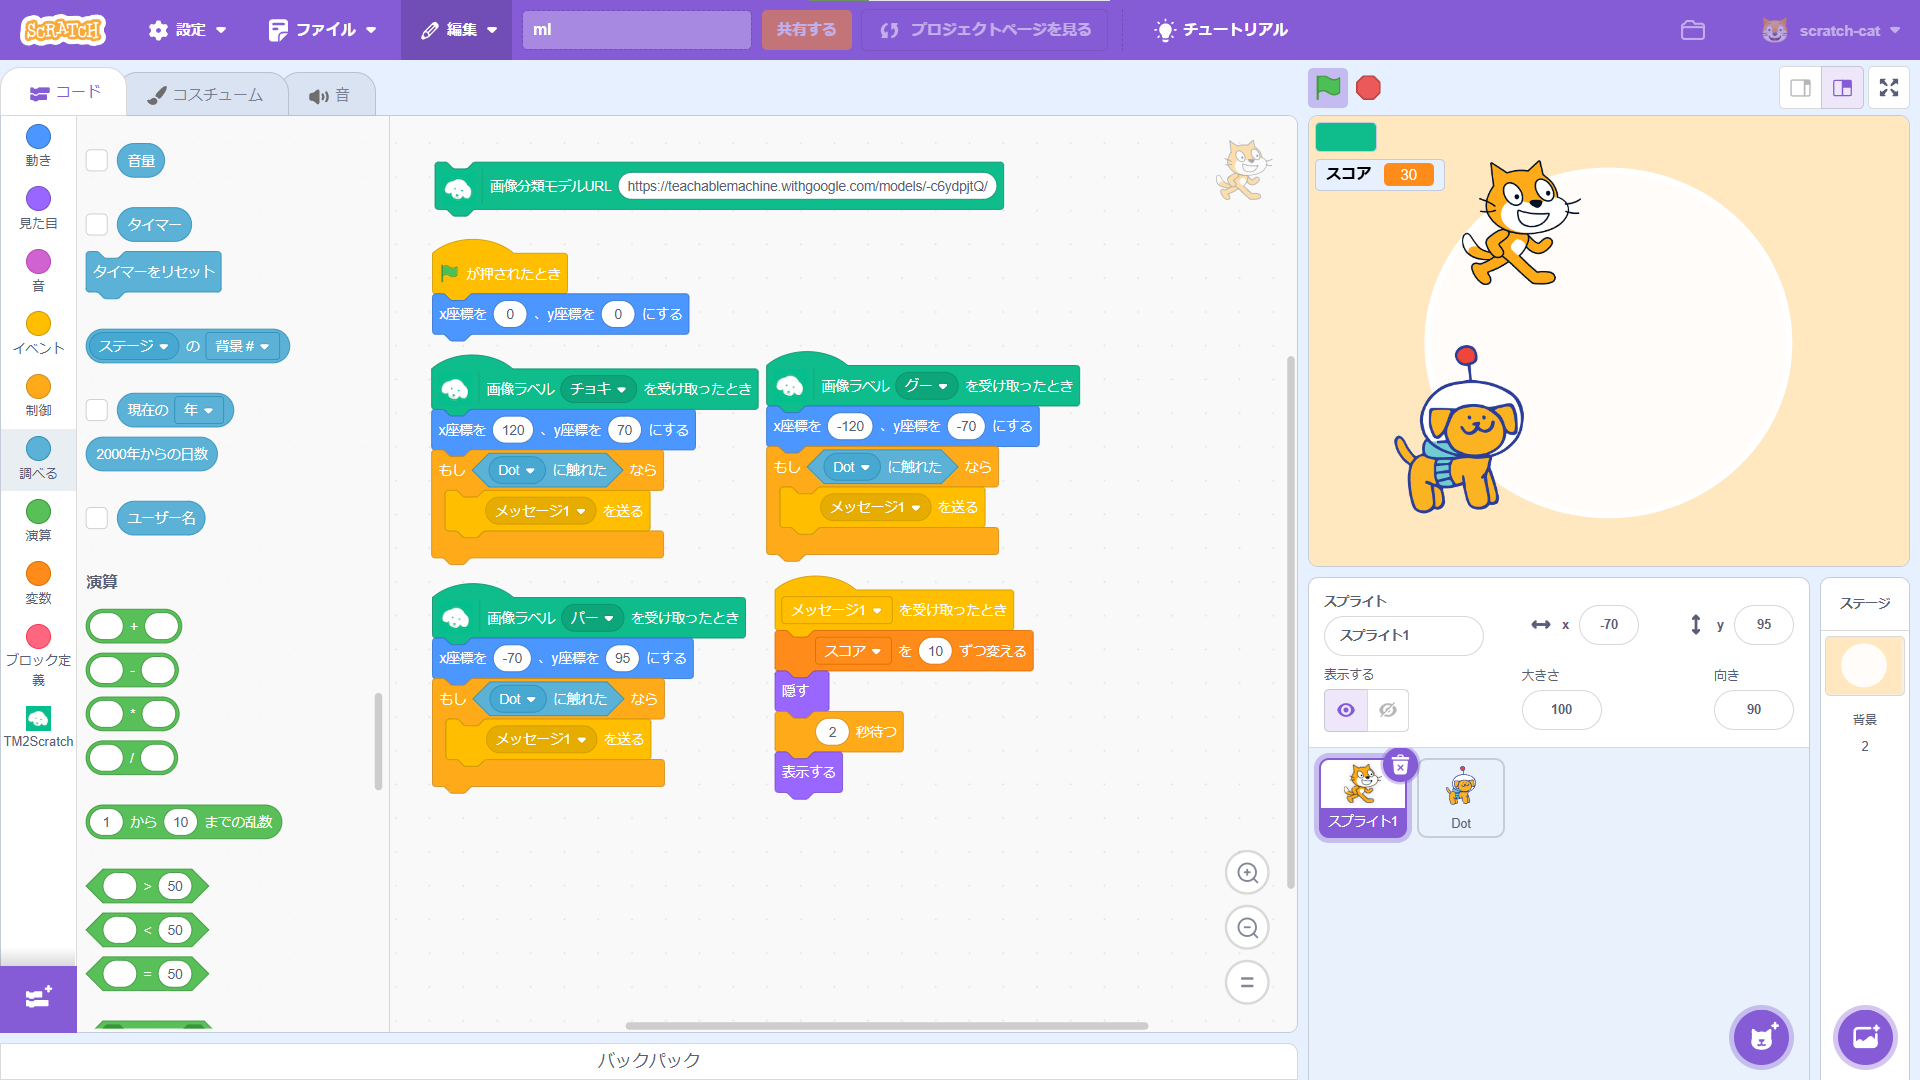 SCRATCH
設定
ファイル
編集
ml
共有する
プロジェクトページを見る
チュートリアル
scratch-cat
コード
コスチューム
音
動き
見た目
音
イベント
制御
調べる
演算
変数
ブロック定義
TM2Scratch
音量
タイマー
タイマーをリセット
ステージ の 背景 #
現在の 年
2000年からの日数
ユーザー名
演算
+
-
*
/
1 から 10 までの乱数
> 50
< 50
= 50
画像分類モデルURL https://teachablemachine.withgoogle.com/models/-c6ydpjtQ/
が押されたとき
x座標を 0 、y座標を 0 にする
画像ラベル チョキ を受け取ったとき
x座標を 120 、y座標を 70 にする
もし Dot に触れた なら
メッセージ1 を送る
画像ラベル グー を受け取ったとき
x座標を -120 、y座標を -70 にする
もし Dot に触れた なら
メッセージ1 を送る
画像ラベル パー を受け取ったとき
x座標を -70 、y座標を 95 にする
もし Dot に触れた なら
メッセージ1 を送る
メッセージ1 を受け取ったとき
スコア を 10 ずつ変える
隠す
2 秒待つ
表示する
バックパック
スコア 30
スプライト
スプライト1
x -70
y 95
表示する
大きさ
100
向き
90
スプライト1
Dot
ステージ
背景
2